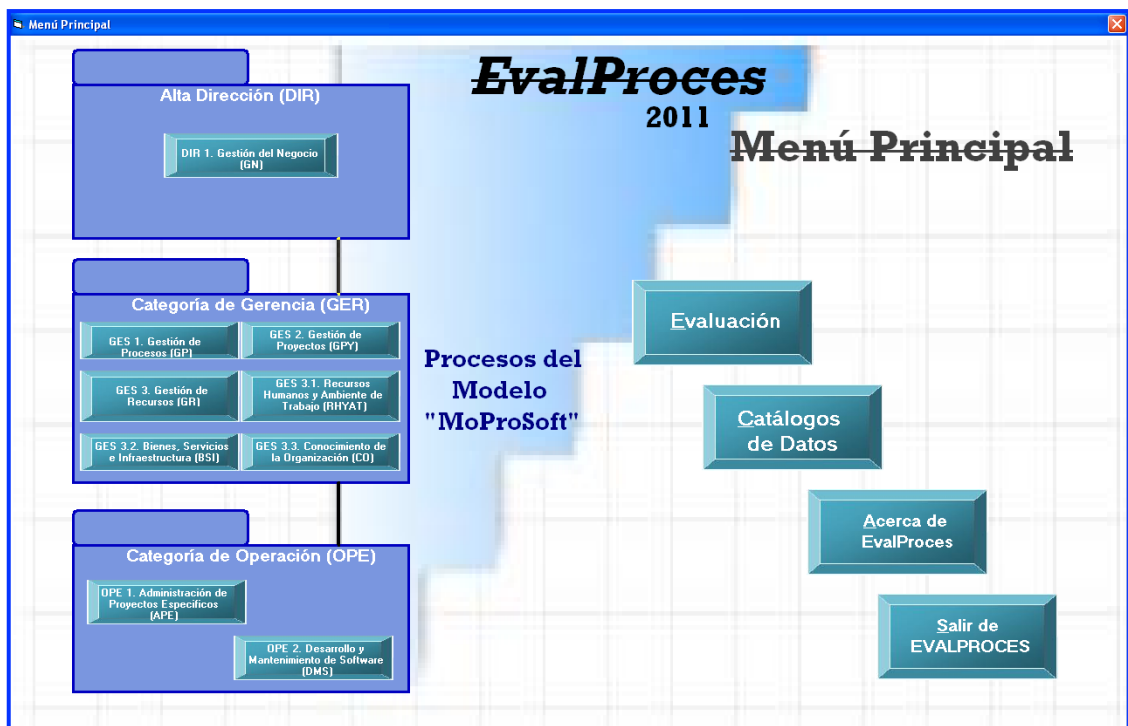 Menú Principal
EvalProces
2011
Menú Principal
Alta Dirección (DIR)
DIR 1. Gestión del Negocio
(GN)
Categoría de Gerencia (GER)
GES 1. Gestión de
Procesos (GP)
GES 2. Gestión de
Proyectos (GPY)
GES 3. Gestión de
Recursos (GR)
GES 3.1. Recursos
Humanos y Ambiente de
Trabajo (RHYAT)
GES 3.2. Bienes, Servicios
e Infraestructura (BSI)
GES 3.3. Conocimiento de
la Organización (CO)
Categoría de Operación (OPE)
OPE 1. Administración de
Proyectos Especificos
(APE)
OPE 2. Desarrollo y
Mantenimiento de Software
(DMS)
Procesos del
Modelo
"MoProSoft"
Evaluación
Catálogos
de Datos
Acerca de
EvalProces
Salir de
EVALPROCES